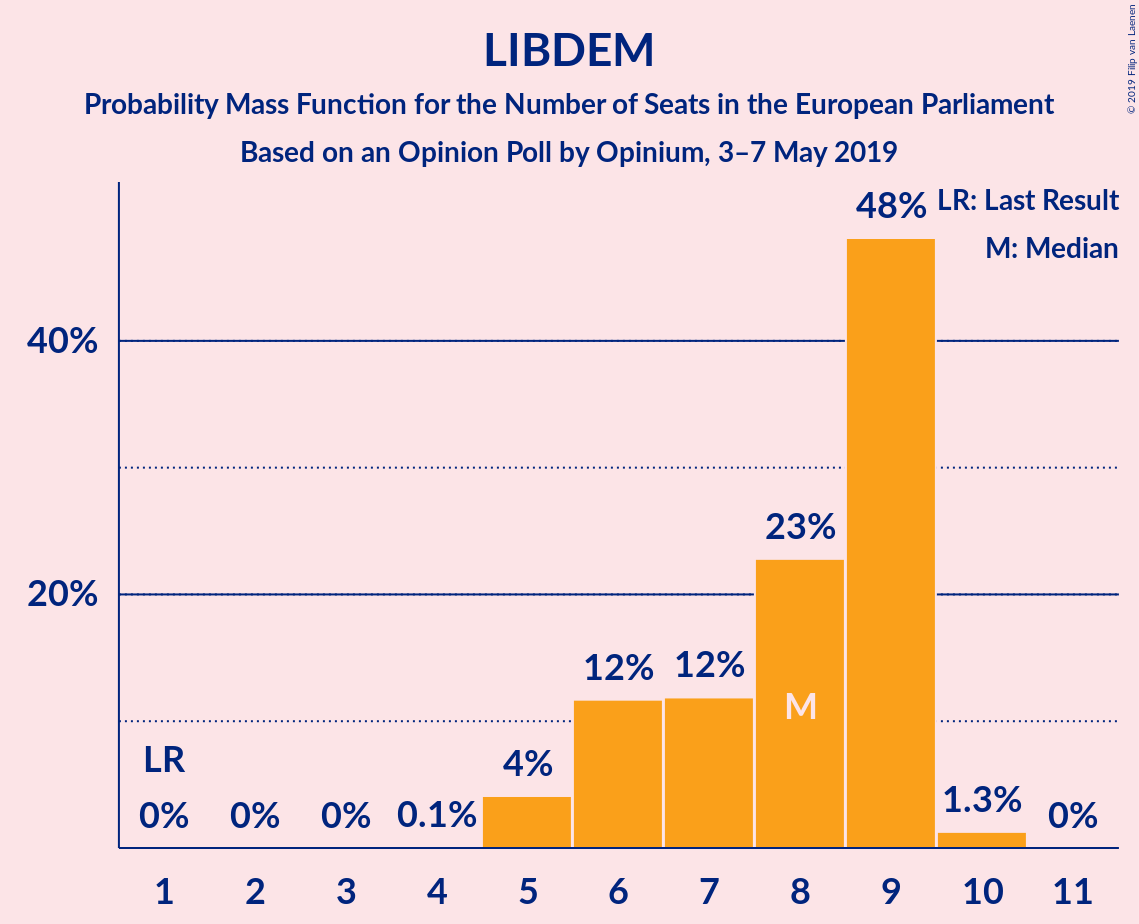 LIBDEM
Probability Mass Function for the Number of Seats in the European Parliament
Based on an Opinion Poll by Opinium, 3–7 May 2019
© 2019 Filip van Laenen
LR: Last Result
M: Median
48%
40%
23%
20%
12% 12%
M
LR
4%
0% 0% 0% 0.1% 1.3% 0%
1 2 3 4 5 6 7 8 9 10 11